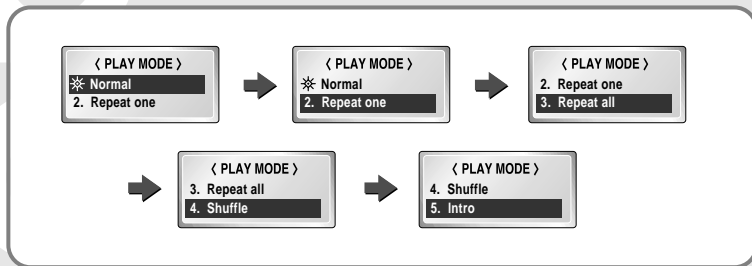 〈 PLAY MODE 〉
※ Normal
2. Repeat one
〈 PLAY MODE 〉
※ Normal
2. Repeat one
〈 PLAY MODE 〉
2. Repeat one
3. Repeat all
〈 PLAY MODE 〉
3. Repeat all
4. Shuffle
〈 PLAY MODE 〉
4. Shuffle
5. Intro